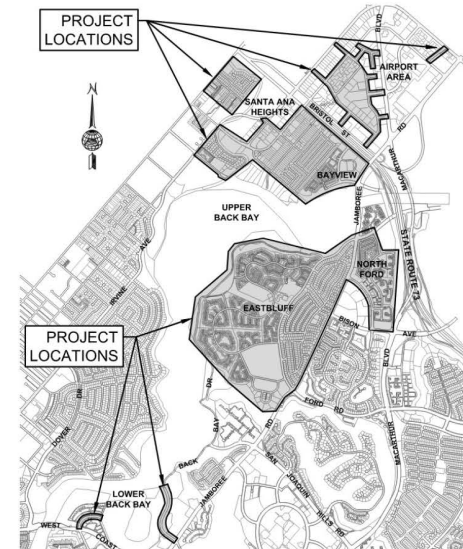 PROJECT
LOCATIONS
BLVD
AIRPORT
AREA
SANTA ANA
HEIGHTS
BRISTOL ST
MACARTHUR RD
BAYVIEW
JAMBOREE
UPPER
BACK BAY
STATE ROUTE 73
IRVINE AVE
NORTH
FORD
EASTBLUFF
BISON AVE
PROJECT
LOCATIONS
BLVD
MACARTHUR
FORD RD
DOVER DR
BACK BAY DR
JAMBOREE RD
SAN JOAQUIN HILLS RD
LOWER
BACK BAY
WEST COAST